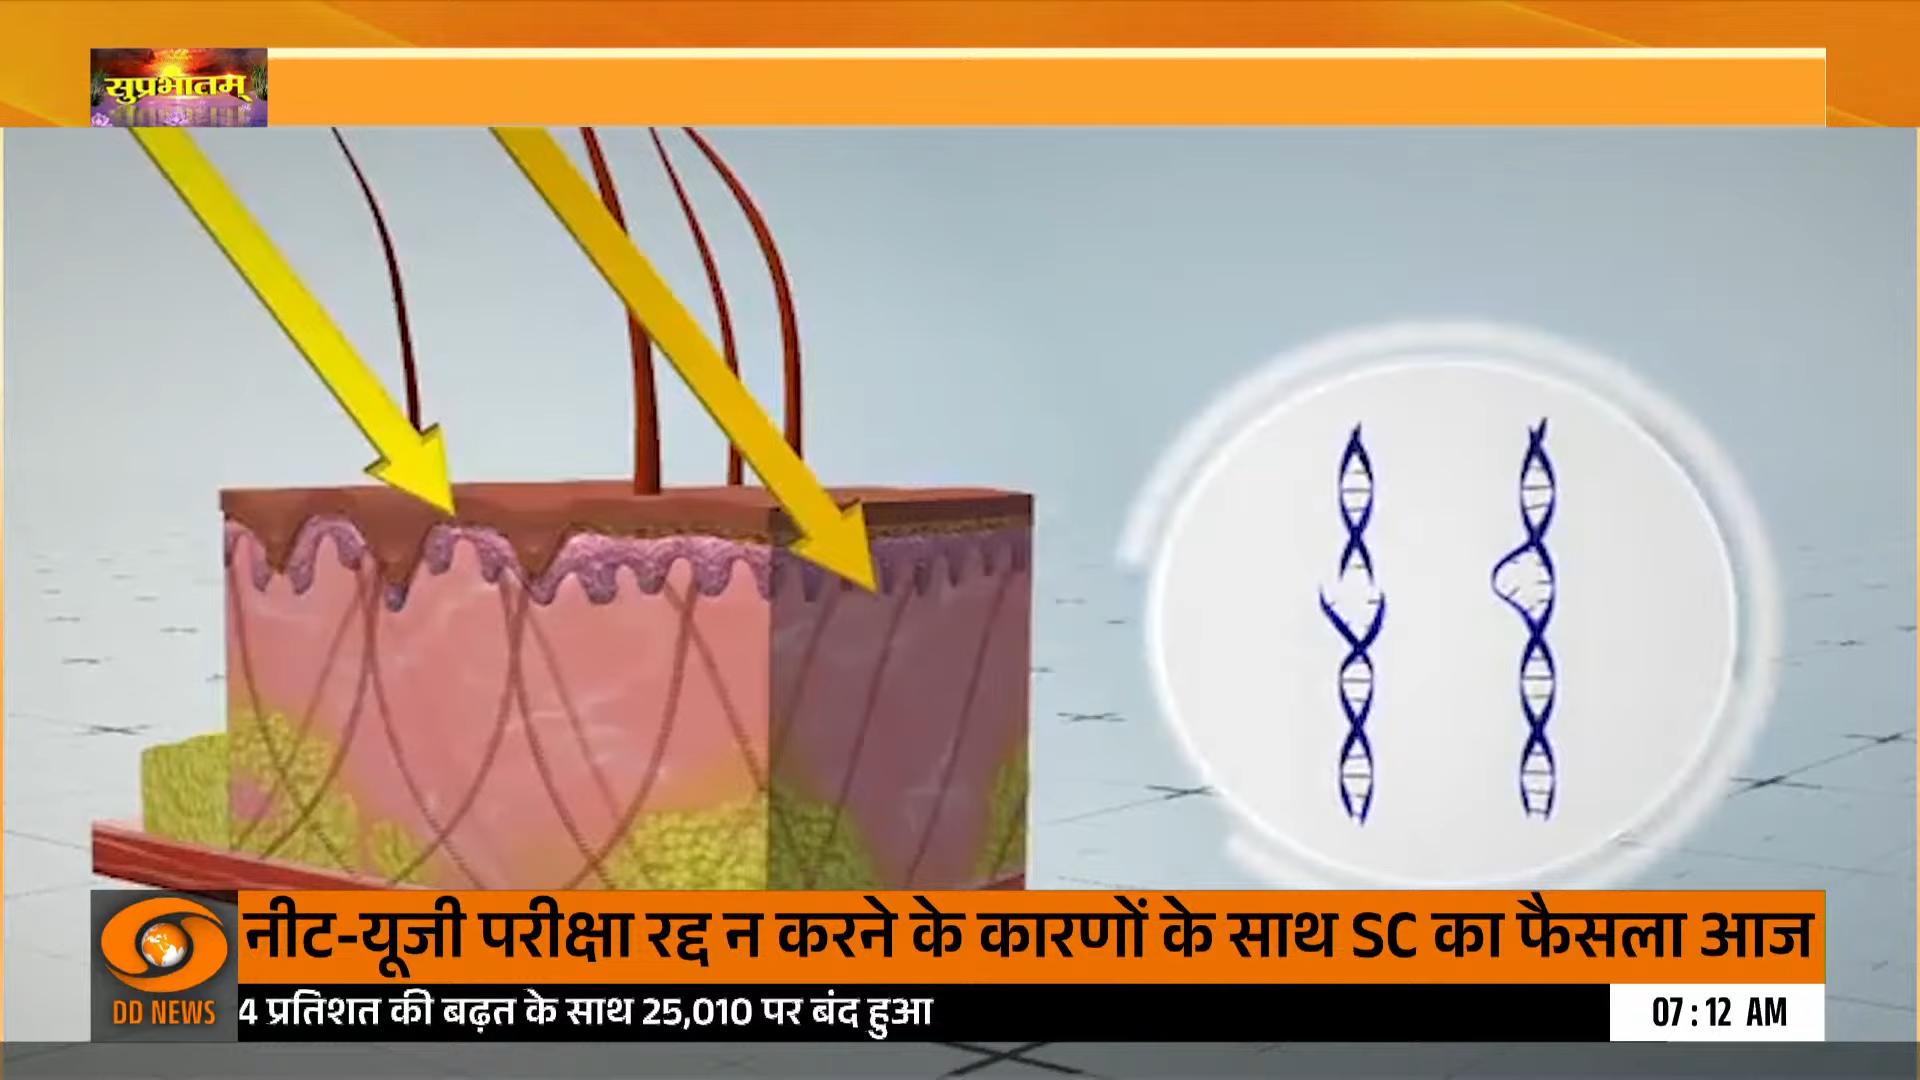 सुप्रभातम्
नीट-यूजी परीक्षा रद्द न करने के कारणों के साथ SC का फैसला आज
DD NEWS
4 प्रतिशत की बढ़त के साथ 25,010 पर बंद हुआ
07:12 AM